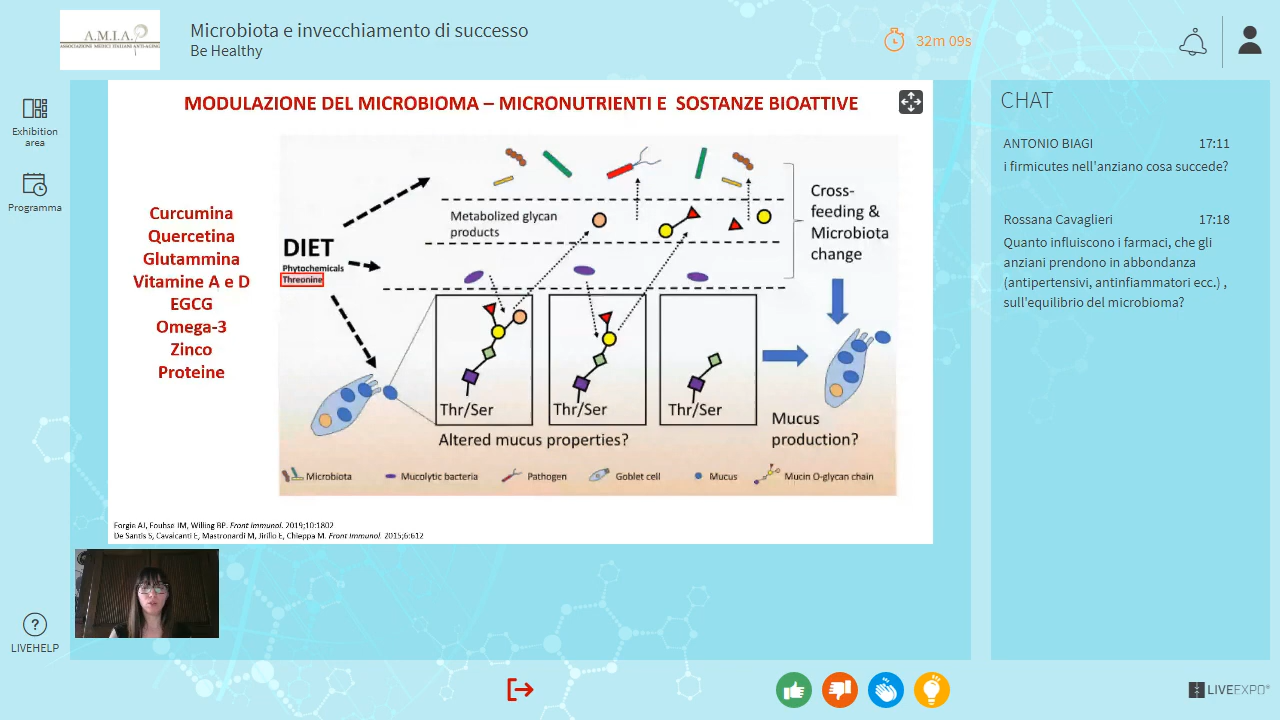 A.M.I.A.
ASSOCIAZIONE MEDICI ITALIANI ANTI-AGING
Microbiota e invecchiamento di successo
Be Healthy
32m 09s
Exhibition
area
Programma
LIVEHELP
MODULAZIONE DEL MICROBIOMA – MICRONUTRIENTI E SOSTANZE BIOATTIVE
Curcumina
Quercetina
Glutammina
Vitamine A e D
EGCG
Omega-3
Zinco
Proteine
DIET
Phytochemicals
Threonine
Metabolized glycan
products
Cross-
feeding &
Microbiota
change
Thr/Ser
Thr/Ser
Thr/Ser
Altered mucus properties?
Mucus
production?
Microbiota
Mucolytic bacteria
Pathogen
Goblet cell
Mucus
Mucin O-glycan chain
Forgie AJ, Fouhse JM, Willing BP. Front Immunol. 2019;10:1802
De Santis S, Cavalcanti E, Mastronardi M, Jirillo E, Chieppa M. Front Immunol. 2015;6:612
CHAT
ANTONIO BIAGI 17:11
i firmicutes nell'anziano cosa succede?
Rossana Cavaglieri 17:18
Quanto influiscono i farmaci, che gli
anziani prendono in abbondanza
(antipertensivi, antinfiammatori ecc.) ,
sull'equilibrio del microbioma?
LIVEEXPO®